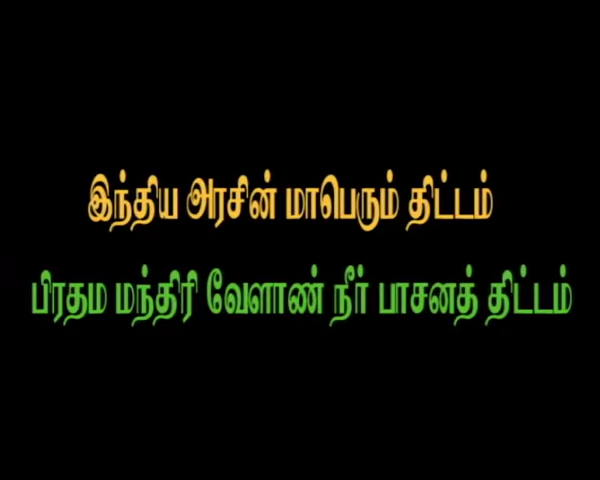 இந்திய அரசின் மாபெரும் திட்டம்
பிரதம மந்திரி வேளாண் நீர் பாசனத் திட்டம்